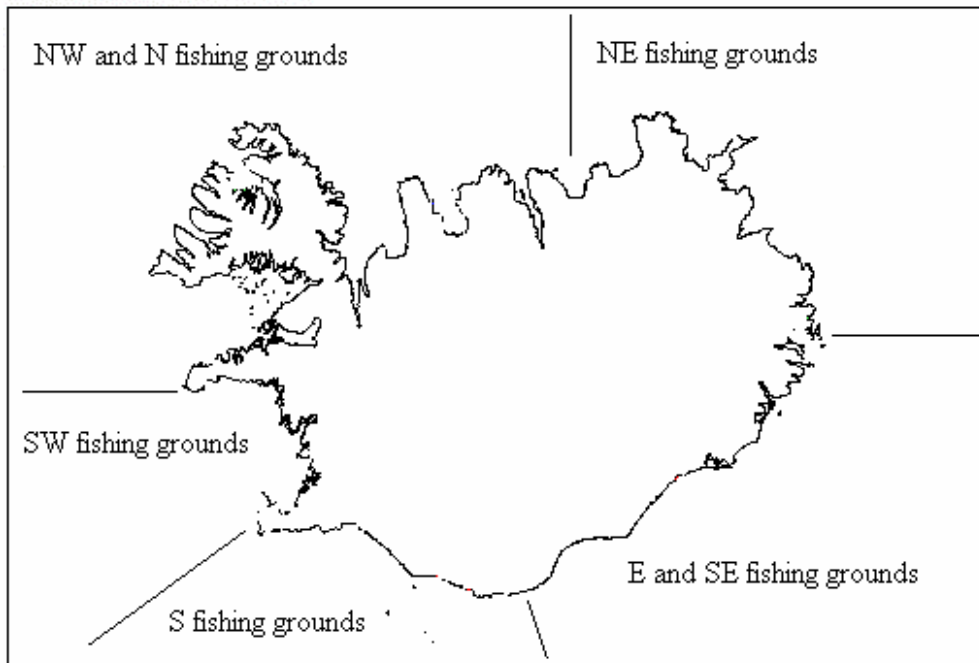 NW and N fishing grounds
NE fishing grounds
SW fishing grounds
E and SE fishing grounds
S fishing grounds